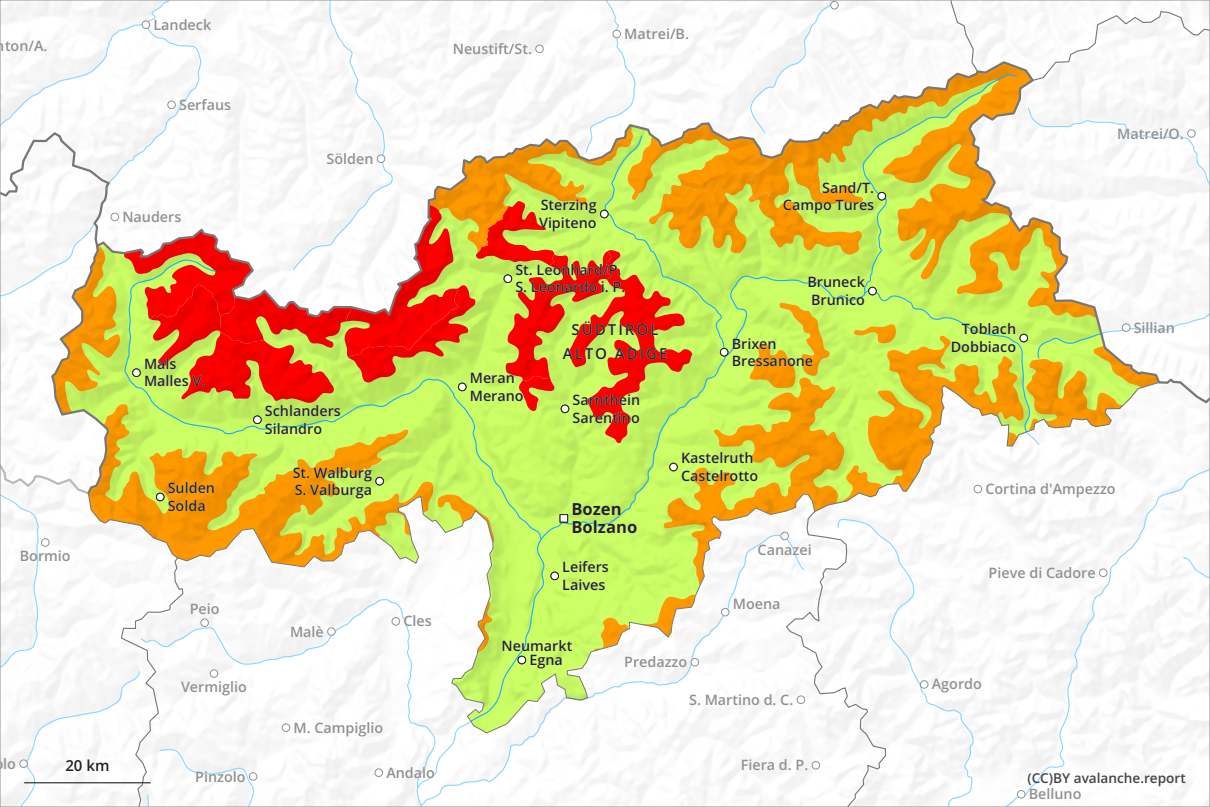 Landeck
nton/A.
Neustift/St.
Matrei/B.
Serfaus
Matrei/O.
Sölden
Nauders
Sand/T.
Campo Tures
Sterzing
Vipiteno
St. Leonhard/P.
S. Leonardo i. P.
Bruneck
Brunico
SÜDTIROL
ALTO ADIGE
Toblach
Dobbiaco
Sillian
Brixen
Bressanone
Mals
Malles V.
Meran
Merano
Schlanders
Silandro
Sarnthein
Sarentino
Kastelruth
Castelrotto
St. Walburg
S. Valburga
Sulden
Solda
Cortina d'Ampezzo
Bozen
Bolzano
Bormio
Canazei
Leifers
Laives
Pieve di Cadore
Peio
Moena
Cles
Malè
Neumarkt
Egna
Predazzo
Vermiglio
Agordo
S. Martino d. C.
M. Campiglio
20 km
Fiera d. P.
olo
Pinzolo
Andalo
(CC)BY avalanche.report
Belluno